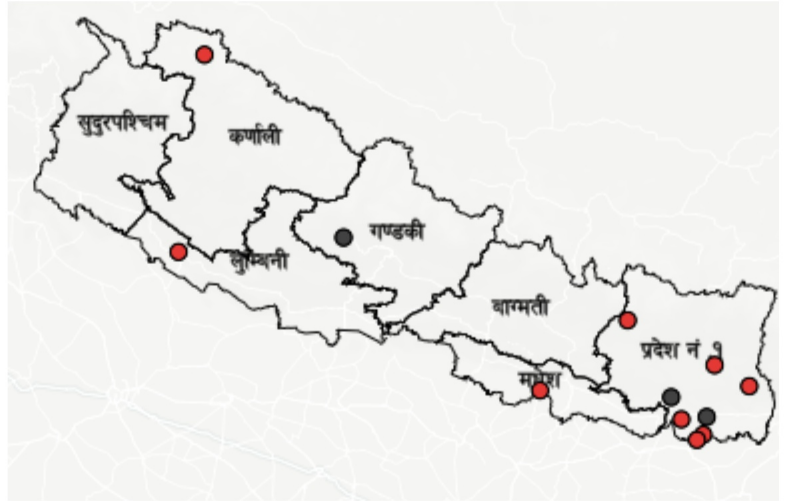 सुदुरपश्चिम
कर्णाली
गण्डकी
लुम्बिनी
बाग्मती
प्रदेश नं १
मधेश